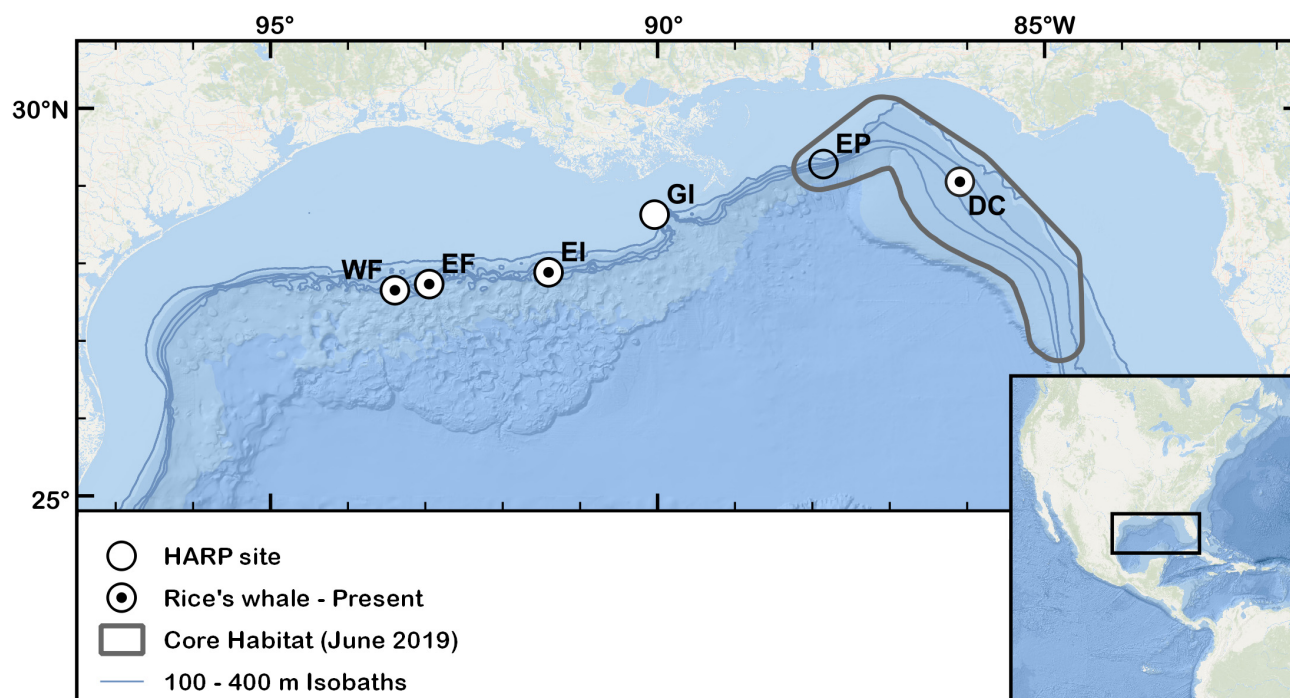 95°
90°
85°W
30°N
EP
DC
GI
EI
EF
WF
25°
HARP site
Rice's whale - Present
Core Habitat (June 2019)
100 - 400 m Isobaths